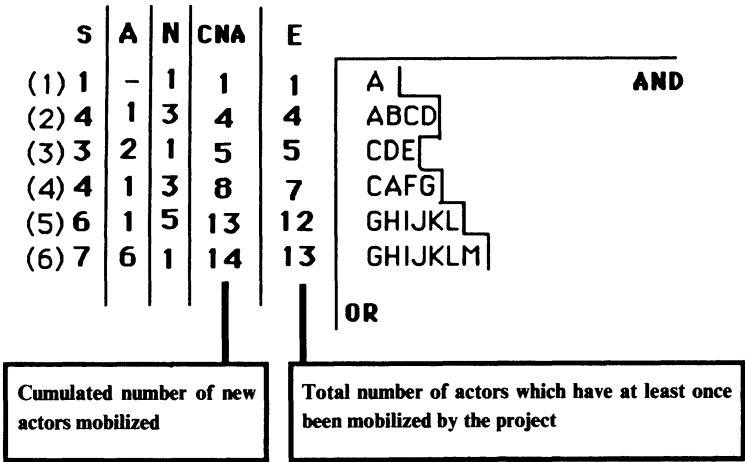 S A N CNA E
(1) 1 – 1 1 1 A AND
(2) 4 1 3 4 4 ABCD
(3) 3 2 1 5 5 CDE
(4) 4 1 3 8 7 CAFG
(5) 6 1 5 13 12 GHIJKL
(6) 7 6 1 14 13 GHIJKLM
OR
Cumulated number of new
actors mobilized
Total number of actors which have at least once
been mobilized by the project